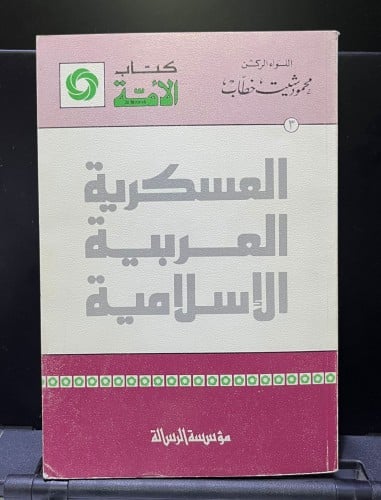 اللواء الركن
محمود شيت خطاب
كتاب
الأمة
٣
العسكرية
العربية
الإسلامية
مؤسسة الرسالة